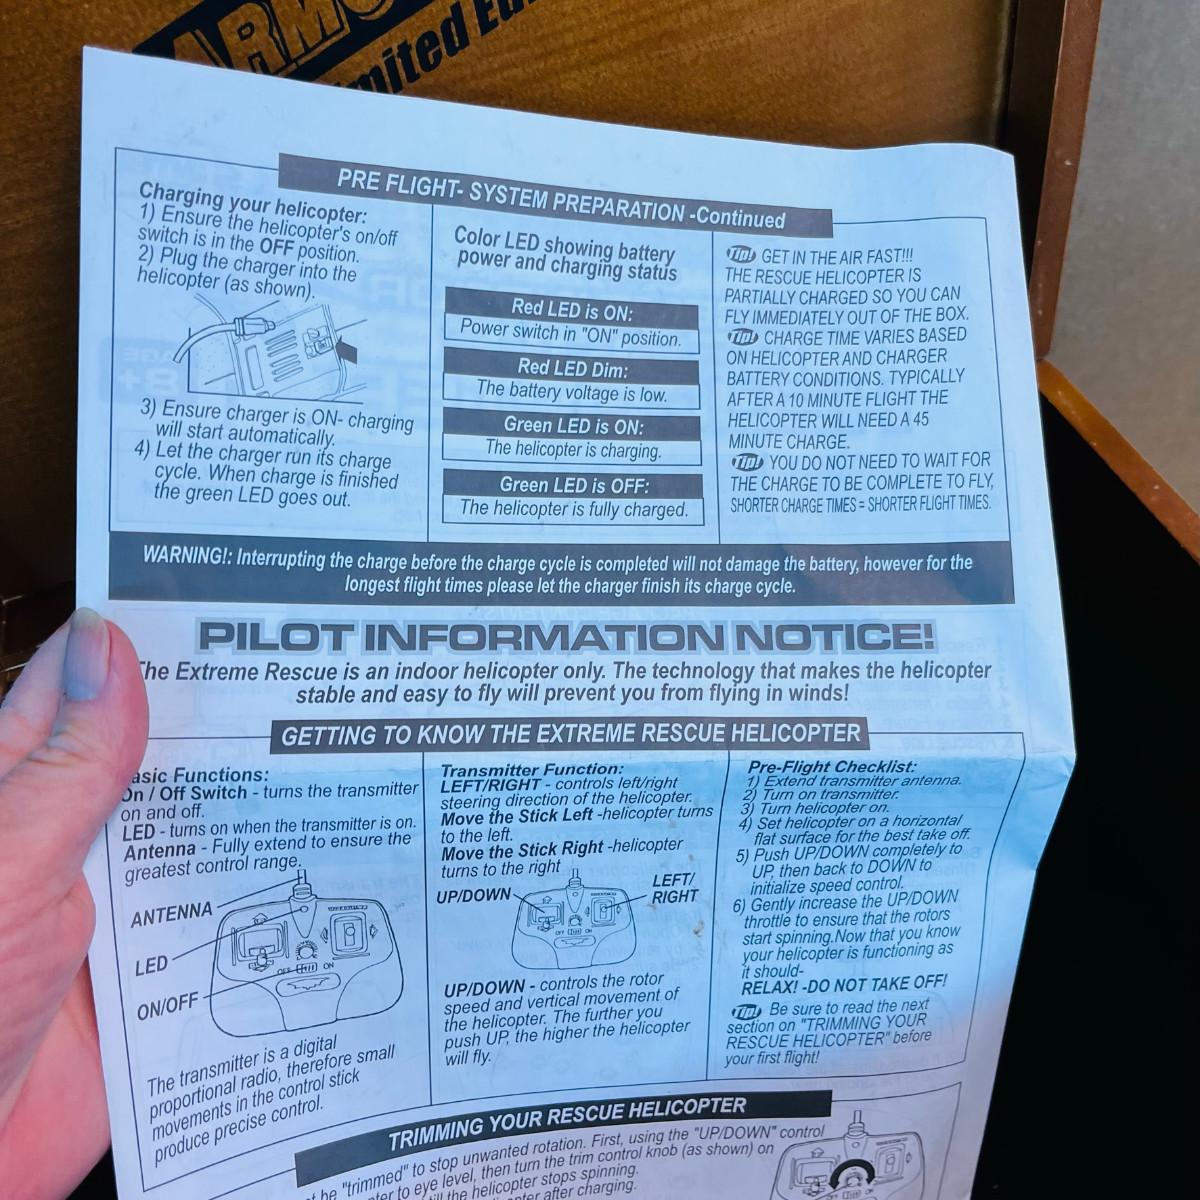 ARMO
imited Ed
PRE FLIGHT- SYSTEM PREPARATION -Continued
Charging your helicopter:
1) Ensure the helicopter's on/off
switch is in the OFF position.
2) Plug the charger into the
helicopter (as shown).
3) Ensure charger is ON- charging
will start automatically.
4) Let the charger run its charge
cycle. When charge is finished
the green LED goes out.
Color LED showing battery
power and charging status
Red LED is ON:
Power switch in "ON" position.
Red LED Dim:
The battery voltage is low.
Green LED is ON:
The helicopter is charging.
Green LED is OFF:
The helicopter is fully charged.
Tip! GET IN THE AIR FAST!!!
THE RESCUE HELICOPTER IS
PARTIALLY CHARGED SO YOU CAN
FLY IMMEDIATELY OUT OF THE BOX.
Tip! CHARGE TIME VARIES BASED
ON HELICOPTER AND CHARGER
BATTERY CONDITIONS. TYPICALLY
AFTER A 10 MINUTE FLIGHT THE
HELICOPTER WILL NEED A 45
MINUTE CHARGE.
Tip! YOU DO NOT NEED TO WAIT FOR
THE CHARGE TO BE COMPLETE TO FLY,
SHORTER CHARGE TIMES = SHORTER FLIGHT TIMES.
WARNING!: Interrupting the charge before the charge cycle is completed will not damage the battery, however for the
longest flight times please let the charger finish its charge cycle.
PILOT INFORMATION NOTICE!
he Extreme Rescue is an indoor helicopter only. The technology that makes the helicopter
stable and easy to fly will prevent you from flying in winds!
GETTING TO KNOW THE EXTREME RESCUE HELICOPTER
asic Functions:
On / Off Switch - turns the transmitter
on and off.
LED - turns on when the transmitter is on.
Antenna - Fully extend to ensure the
greatest control range.
ANTENNA
LED
ON/OFF
OFF ON
The transmitter is a digital
proportional radio, therefore small
movements in the control stick
produce precise control.
Transmitter Function:
LEFT/RIGHT - controls left/right
steering direction of the helicopter.
Move the Stick Left -helicopter turns
to the left.
Move the Stick Right -helicopter
turns to the right
UP/DOWN
LEFT/
RIGHT
OFF ON
UP/DOWN - controls the rotor
speed and vertical movement of
the helicopter. The further you
push UP, the higher the helicopter
will fly.
Pre-Flight Checklist:
1) Extend transmitter antenna.
2) Turn on transmitter.
3) Turn helicopter on.
4) Set helicopter on a horizontal
flat surface for the best take off.
5) Push UP/DOWN completely to
UP, then back to DOWN to
initialize speed control.
6) Gently increase the UP/DOWN
throttle to ensure that the rotors
start spinning.Now that you know
your helicopter is functioning as
it should-
RELAX! -DO NOT TAKE OFF!
Tip! Be sure to read the next
section on "TRIMMING YOUR
RESCUE HELICOPTER" before
your first flight!
TRIMMING YOUR RESCUE HELICOPTER
be "trimmed" to stop unwanted rotation. First, using the "UP/DOWN" control
to eye level, then turn the trim control knob (as shown) on
the helicopter stops spinning.
after charging.